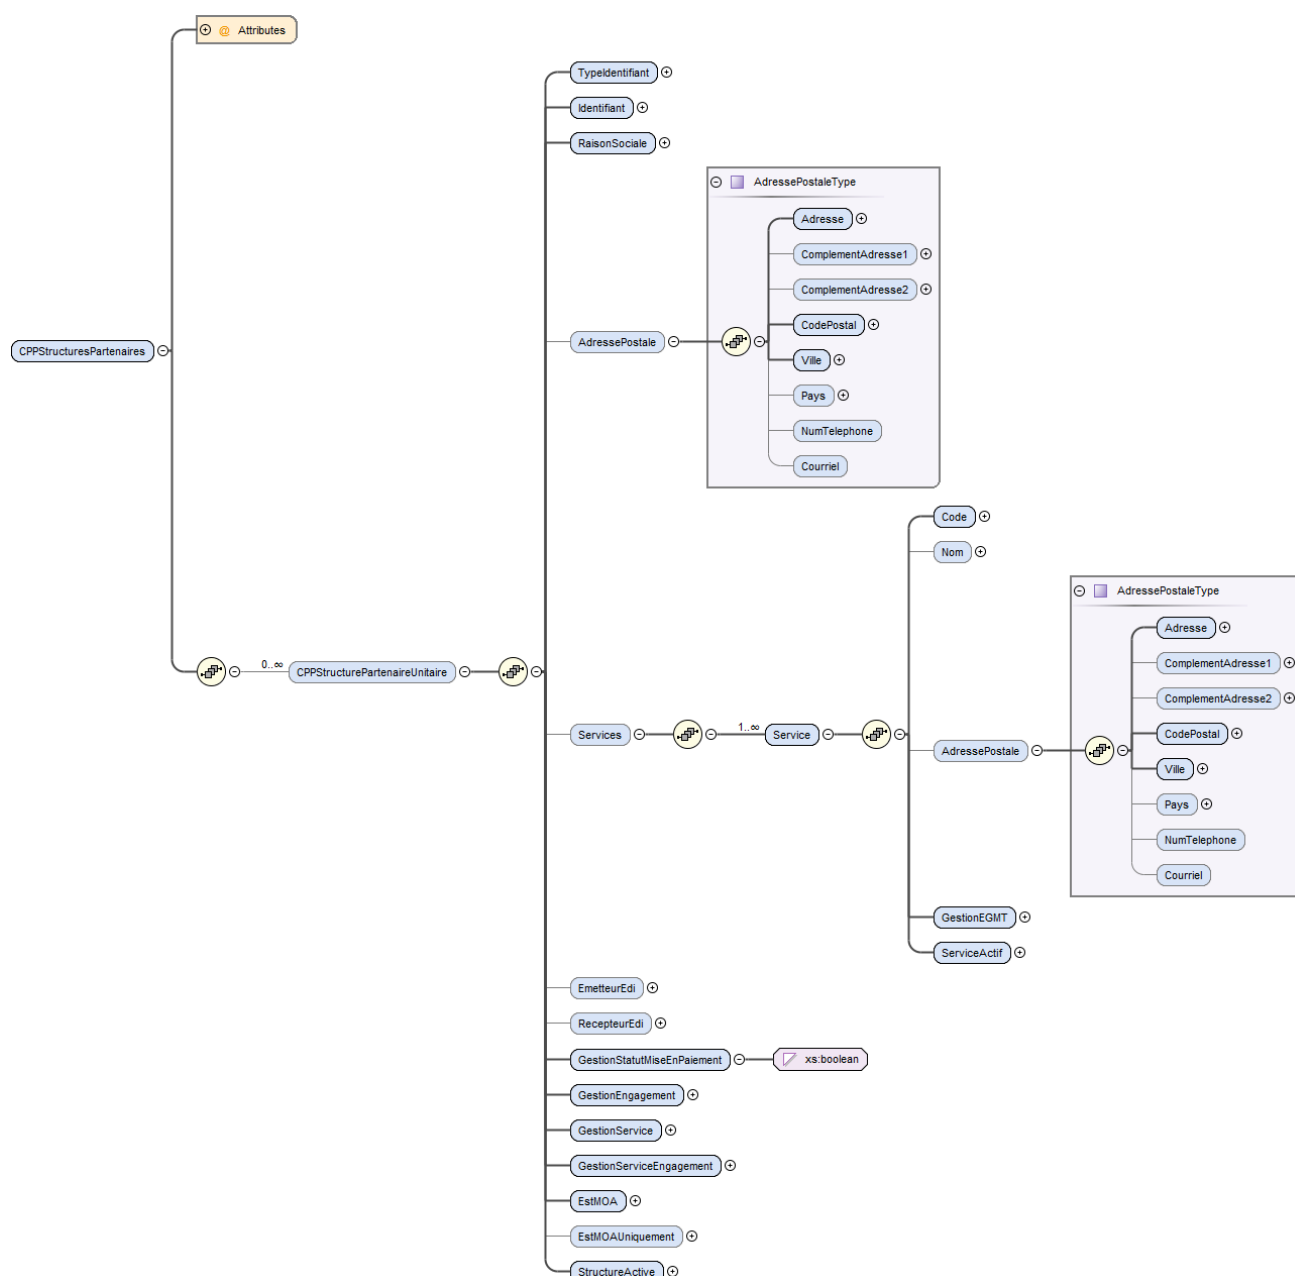 @ Attributes
TypeIdentifiant
Identifiant
RaisonSociale
AdressePostaleType
Adresse
ComplementAdresse1
ComplementAdresse2
CodePostal
AdressePostale
Ville
CPPStructuresPartenaires
Pays
NumTelephone
Courriel
Code
Nom
AdressePostaleType
Adresse
ComplementAdresse1
0..∞
CPPStructurePartenaireUnitaire
ComplementAdresse2
Services
1..∞
Service
CodePostal
AdressePostale
Ville
Pays
NumTelephone
Courriel
GestionEGMT
ServiceActif
EmetteurEdi
RecepteurEdi
GestionStatutMiseEnPaiement
xs:boolean
GestionEngagement
GestionService
GestionServiceEngagement
EstMOA
EstMOAUniquement
StructureActive